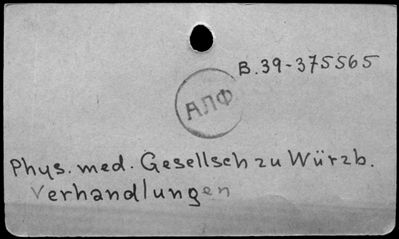 B.39-375565
АЛФ
Phys. med. Gesellsch zu Würzb.
Verhandlungen